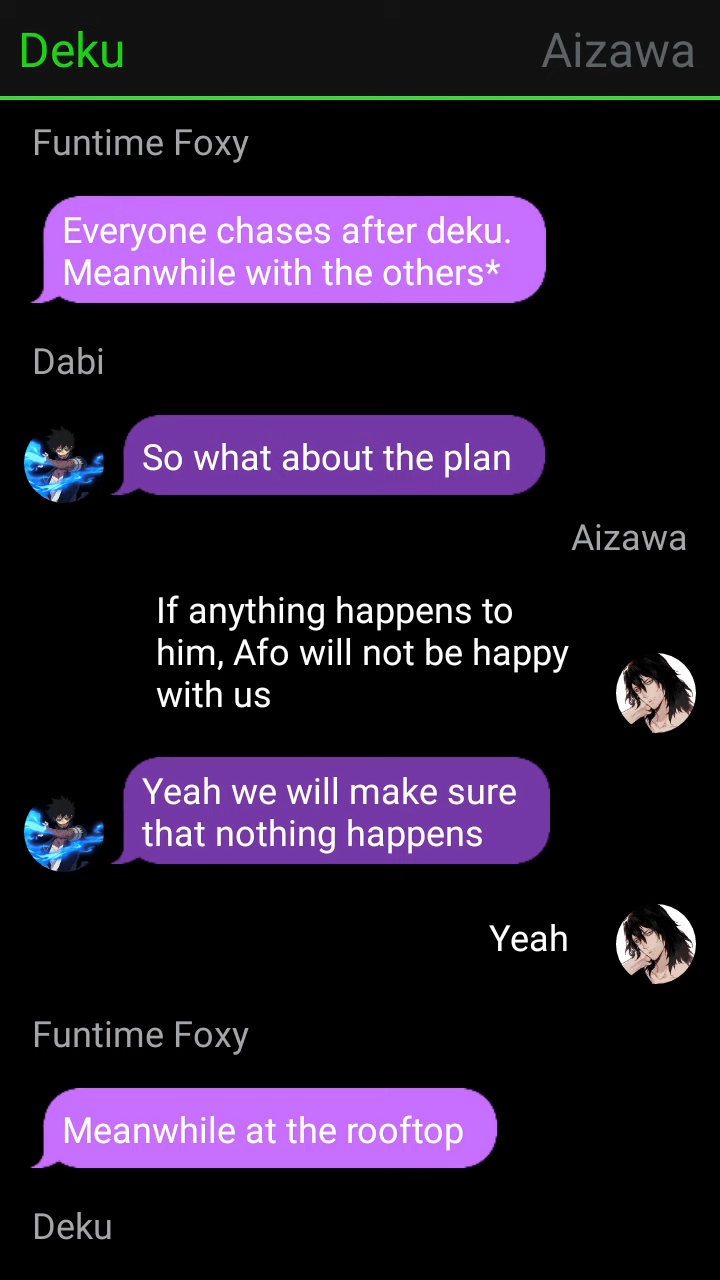 Deku
Aizawa
Funtime Foxy
Everyone chases after deku.
Meanwhile with the others*
Dabi
So what about the plan
Aizawa
If anything happens to
him, Afo will not be happy
with us
Yeah we will make sure
that nothing happens
Yeah
Funtime Foxy
Meanwhile at the rooftop
Deku